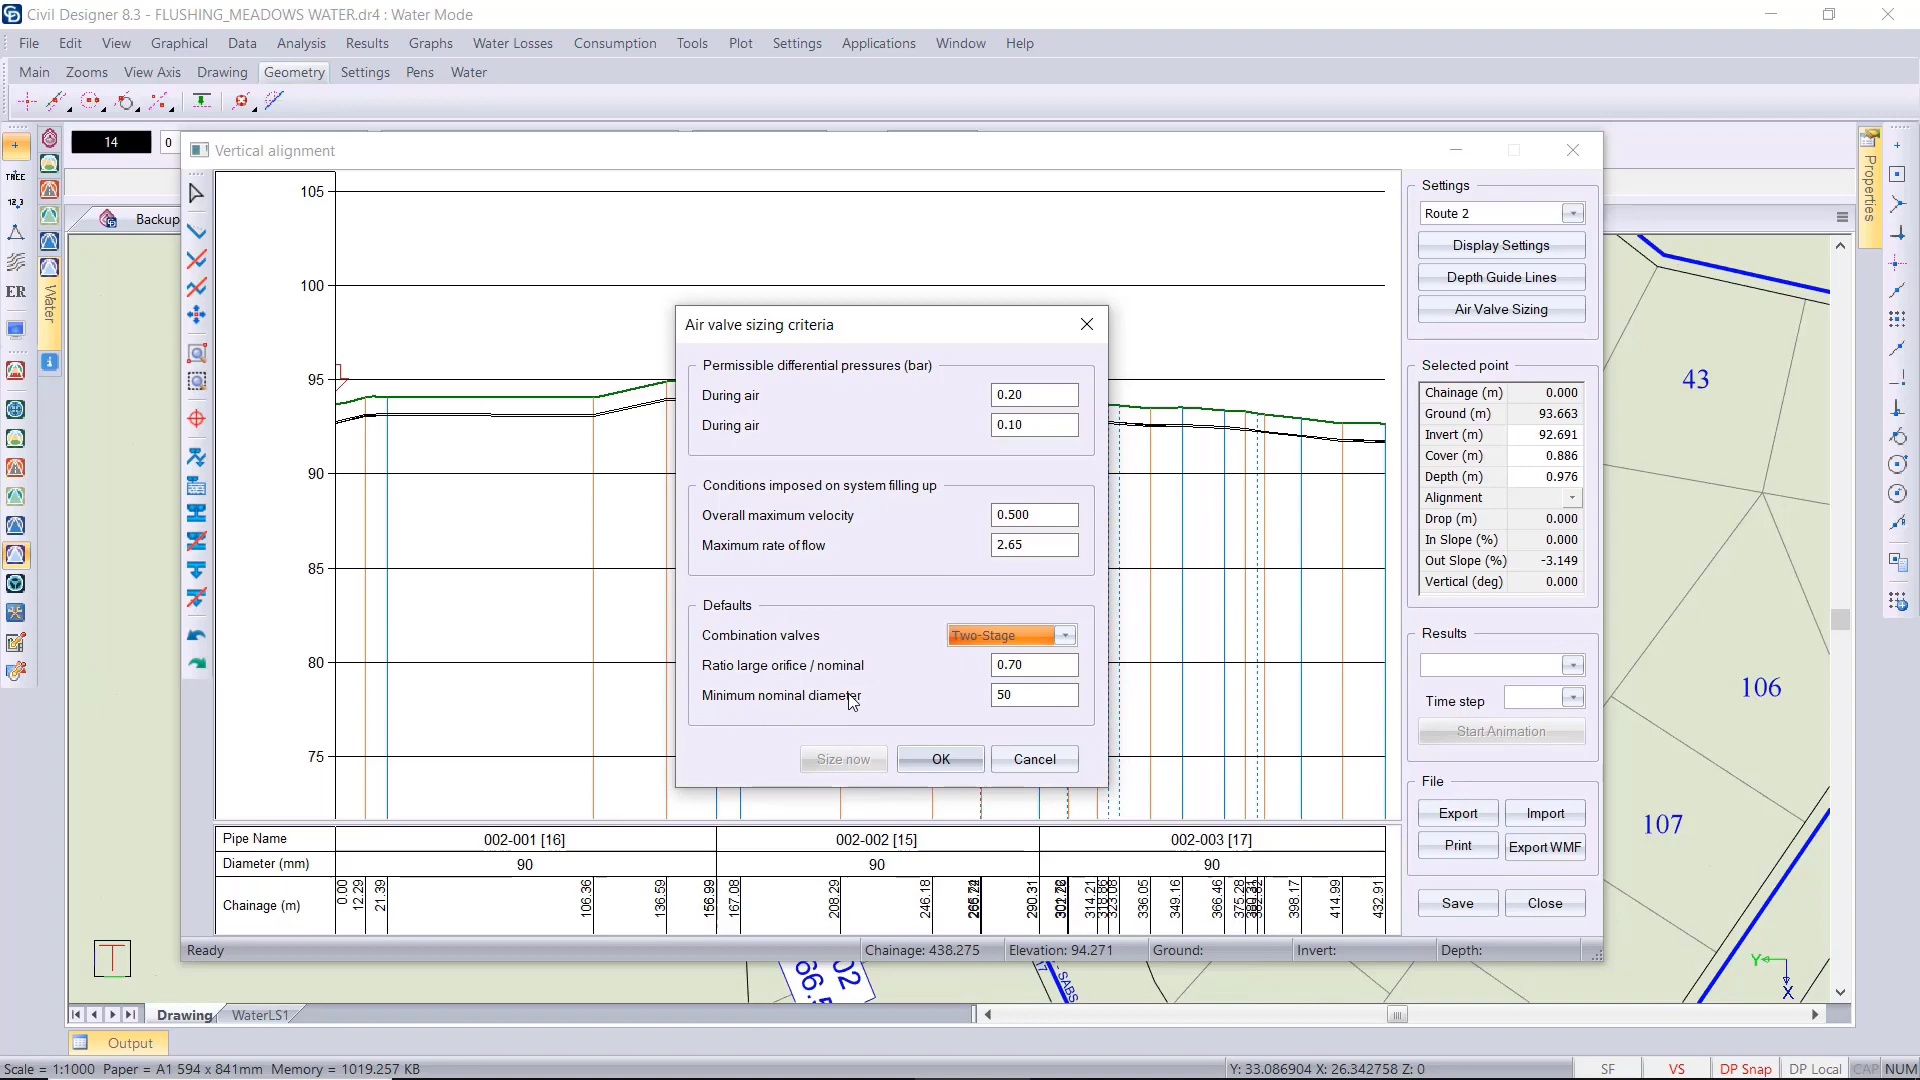 Civil Designer 8.3 - FLUSHING_MEADOWS WATER.dr4 : Water Mode
File Edit View Graphical Data Analysis Results Graphs Water Losses Consumption Tools Plot Settings Applications Window Help
Main Zooms View Axis Drawing Geometry Settings Pens Water
14 0
Vertical alignment
TREE
12.3
ER
Water
Backup
Properties
105
100
95
90
85
80
75
Air valve sizing criteria
Permissible differential pressures (bar)
During air 0.20
During air 0.10
Conditions imposed on system filling up
Overall maximum velocity 0.500
Maximum rate of flow 2.65
Defaults
Combination valves Two-Stage
Ratio large orifice / nominal 0.70
Minimum nominal diameter 50
Size now OK Cancel
Settings
Route 2
Display Settings
Depth Guide Lines
Air Valve Sizing
Selected point
Chainage (m) 0.000
Ground (m) 93.663
Invert (m) 92.691
Cover (m) 0.886
Depth (m) 0.976
Alignment
Drop (m) 0.000
In Slope (%) 0.000
Out Slope (%) -3.149
Vertical (deg) 0.000
Results
Time step
Start Animation
File
Export Import
Print Export WMF
Save Close
43
106
107
Pipe Name 002-001 [16] 002-002 [15] 002-003 [17]
Diameter (mm) 90 90 90
Chainage (m) 0.00 12.29 21.39 106.36 136.59 156.99 167.08 208.29 246.18 290.31 314.21 336.05 349.16 366.46 375.28 398.17 414.99 432.91
Ready Chainage: 438.275 Elevation: 94.271 Ground: Invert: Depth:
T
02
- SABS
Y
X
Drawing WaterLS1
Output
Scale = 1:1000 Paper = A1 594 x 841mm Memory = 1019.257 KB Y: 33.086904 X: 26.342758 Z: 0 SF VS DP Snap DP Local CAP NUM